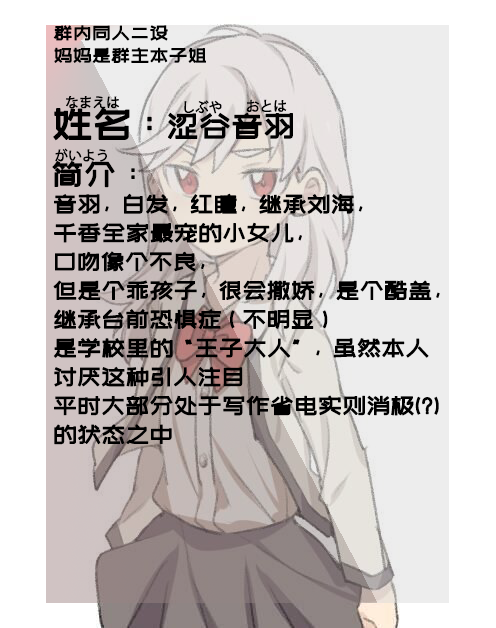 群内同人二设
妈妈是群主本子姐
なまえは しぶや おとは
姓名：涩谷音羽
がいよう
简介：
音羽，白发，红瞳，继承刘海，
千香全家最宠的小女儿，
口吻像个不良，
但是个乖孩子，很会撒娇，是个酷盖，
继承台前恐惧症（不明显）
是学校里的“王子大人”，虽然本人
讨厌这种引人注目
平时大部分处于写作省电实则消极(?)
的状态之中